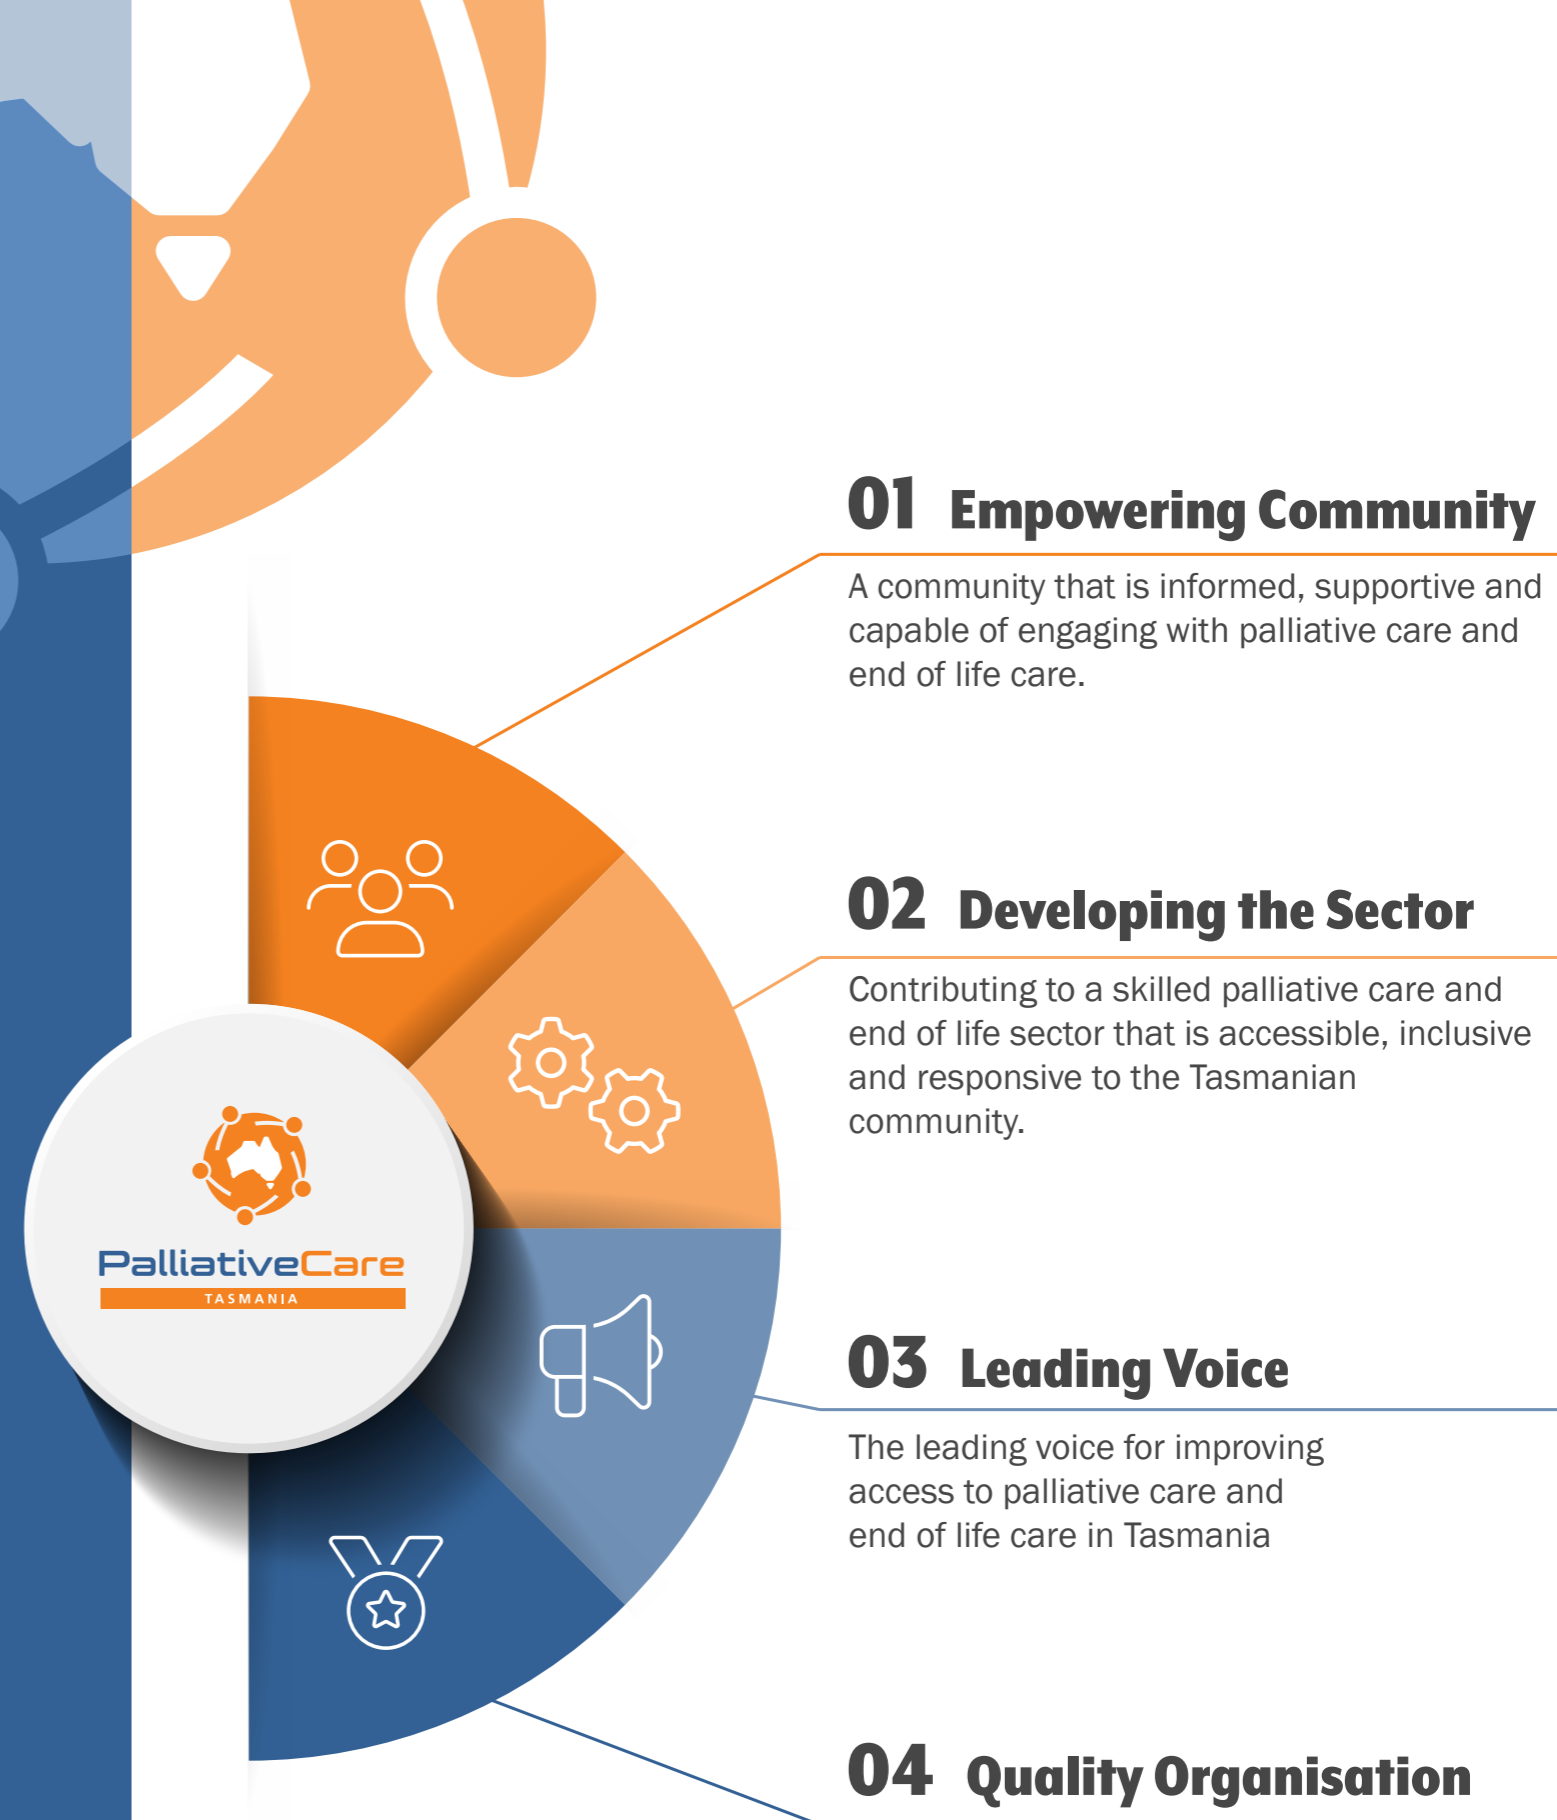 01 Empowering Community
A community that is informed, supportive and
capable of engaging with palliative care and
end of life care.
02 Developing the Sector
Contributing to a skilled palliative care and
end of life sector that is accessible, inclusive
and responsive to the Tasmanian
community.
PalliativeCare
TASMANIA
03 Leading Voice
The leading voice for improving
access to palliative care and
end of life care in Tasmania
04 Quality Organisation